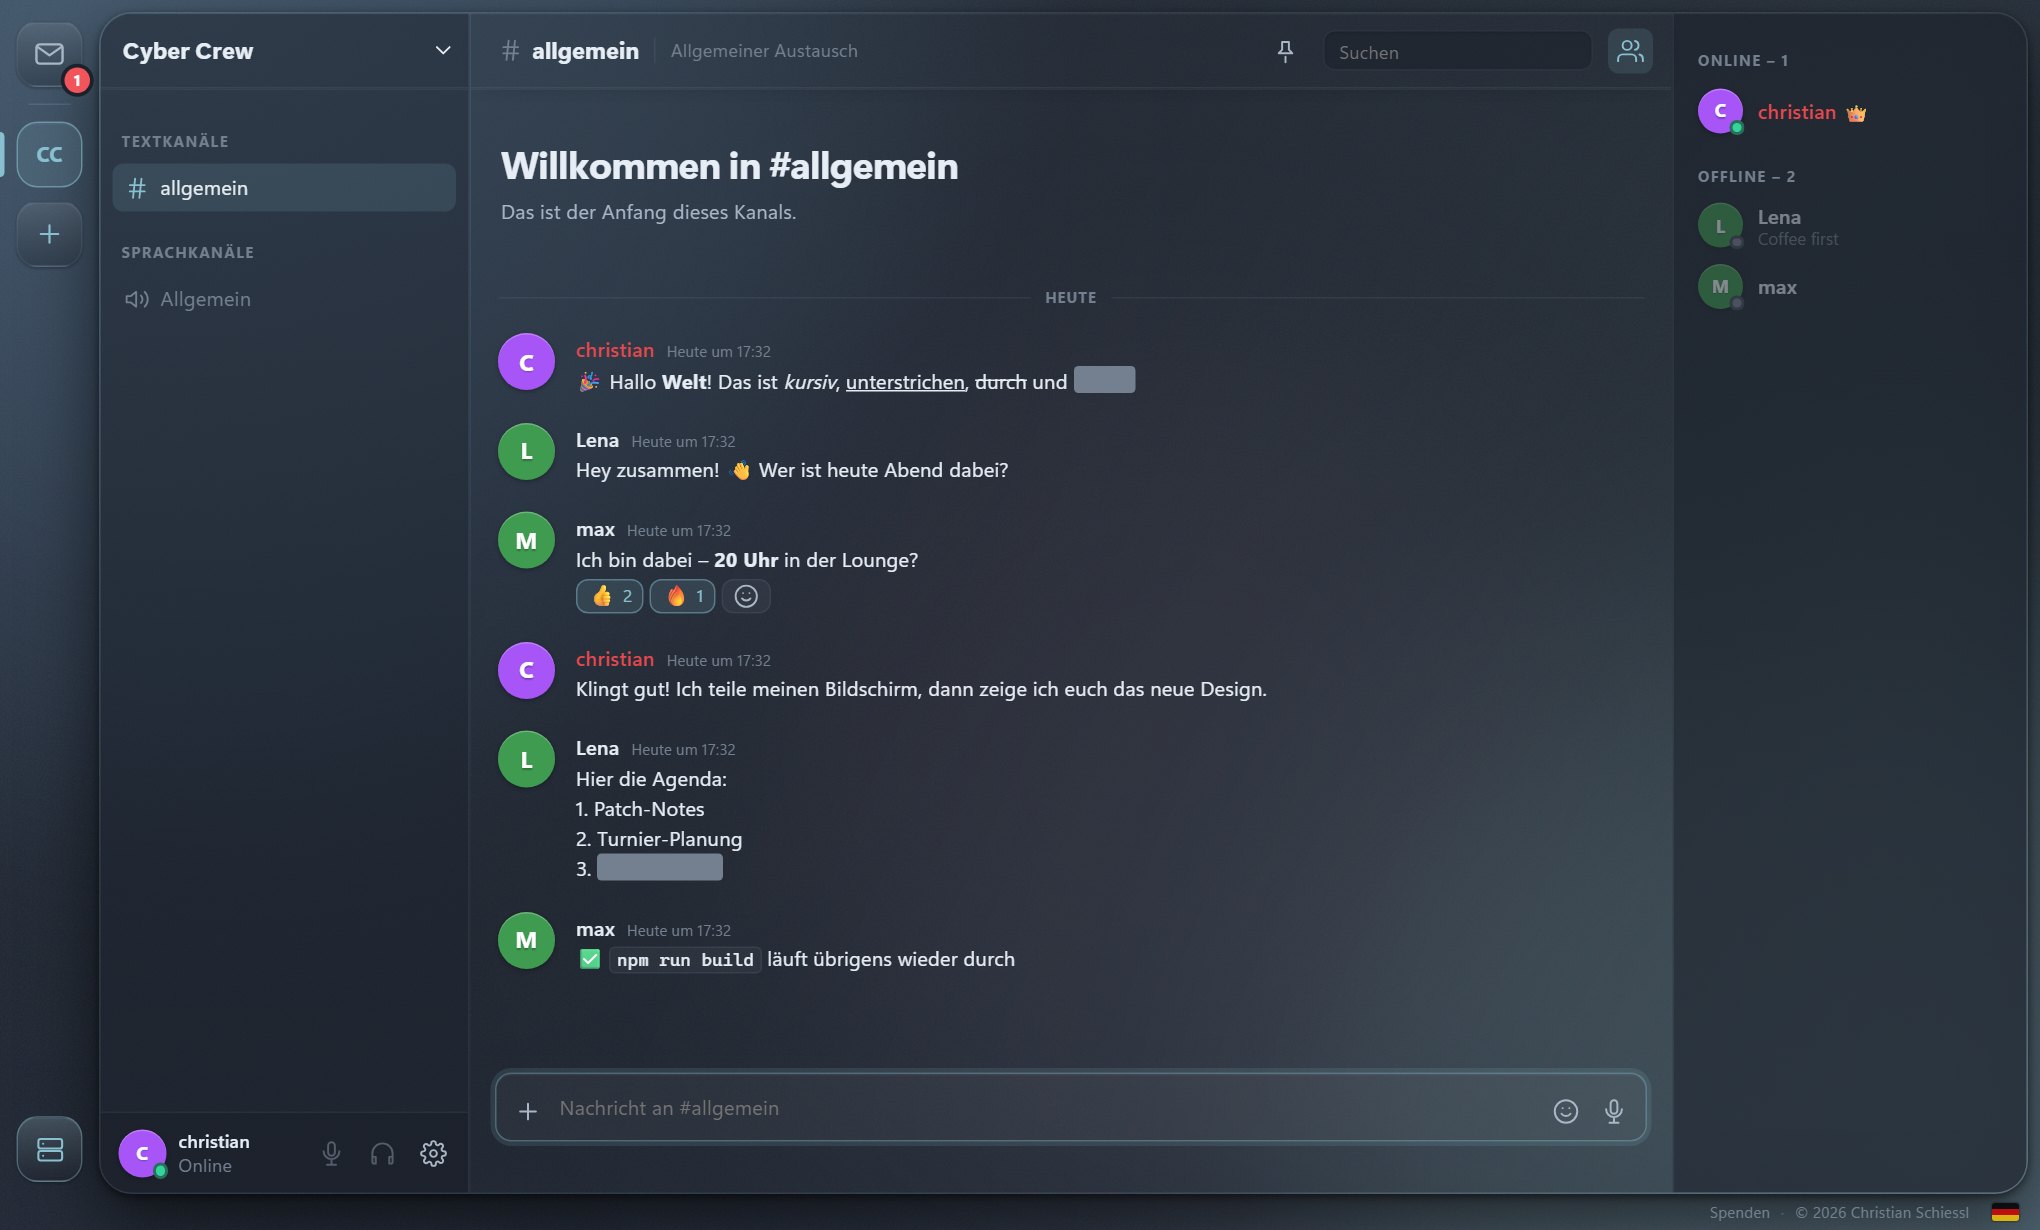 1
CC
Cyber Crew
TEXTKANÄLE
allgemein
SPRACHKANÄLE
Allgemein
C
christian
Online
# allgemein
Allgemeiner Austausch
Suchen
Willkommen in #allgemein
Das ist der Anfang dieses Kanals.
HEUTE
C
christian Heute um 17:32
🎉 Hallo Welt! Das ist kursiv, unterstrichen, durch und
L
Lena Heute um 17:32
Hey zusammen! 👋 Wer ist heute Abend dabei?
M
max Heute um 17:32
Ich bin dabei – 20 Uhr in der Lounge?
👍 2 🔥 1
C
christian Heute um 17:32
Klingt gut! Ich teile meinen Bildschirm, dann zeige ich euch das neue Design.
L
Lena Heute um 17:32
Hier die Agenda:
1. Patch-Notes
2. Turnier-Planung
3.
M
max Heute um 17:32
✅ npm run build läuft übrigens wieder durch
Nachricht an #allgemein
ONLINE – 1
C
christian 👑
OFFLINE – 2
L
Lena
Coffee first
M
max
Spenden · © 2026 Christian Schiessl